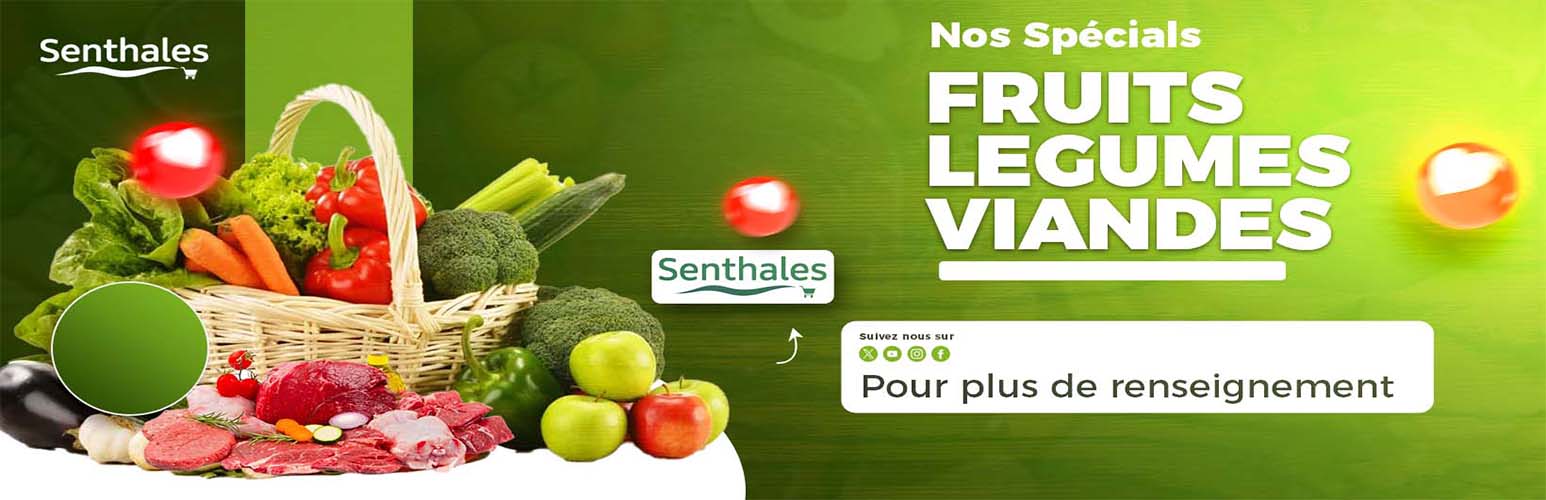 Senthales
Nos Spécials
FRUITS
LEGUMES
VIANDES
Senthales
Suivez nous sur
Pour plus de renseignement